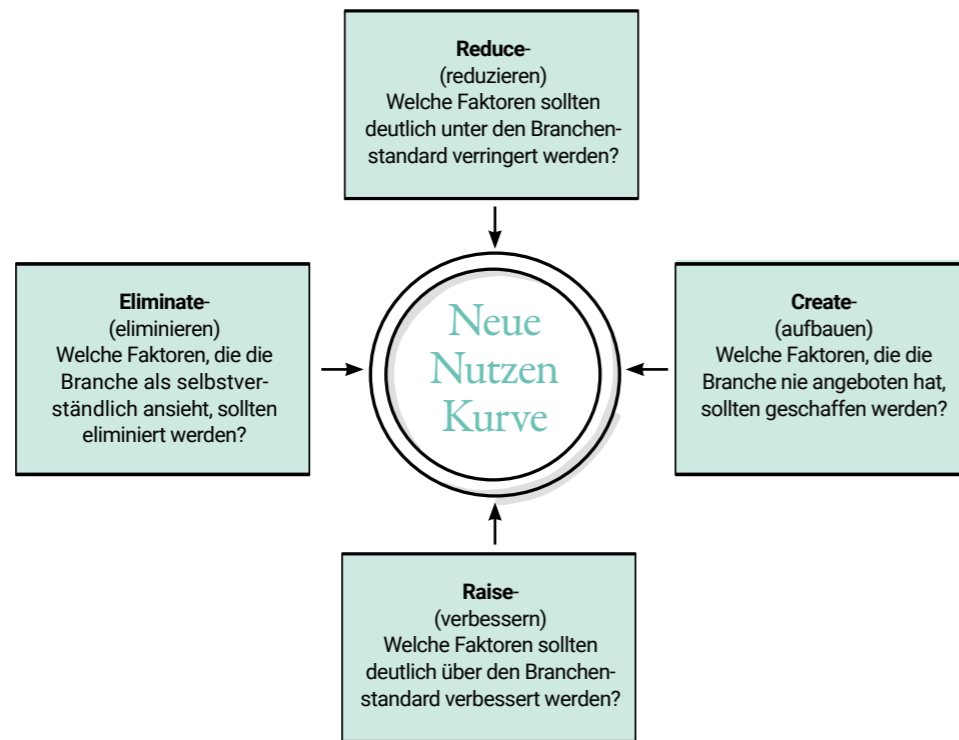 Reduce-
(reduzieren)
Welche Faktoren sollten
deutlich unter den Branchen-
standard verringert werden?
Eliminate-
(eliminieren)
Welche Faktoren, die die
Branche als selbstver-
ständlich ansieht, sollten
eliminiert werden?
Neue
Nutzen
Kurve
Create-
(aufbauen)
Welche Faktoren, die die
Branche nie angeboten hat,
sollten geschaffen werden?
Raise-
(verbessern)
Welche Faktoren sollten
deutlich über den Branchen-
standard verbessert werden?